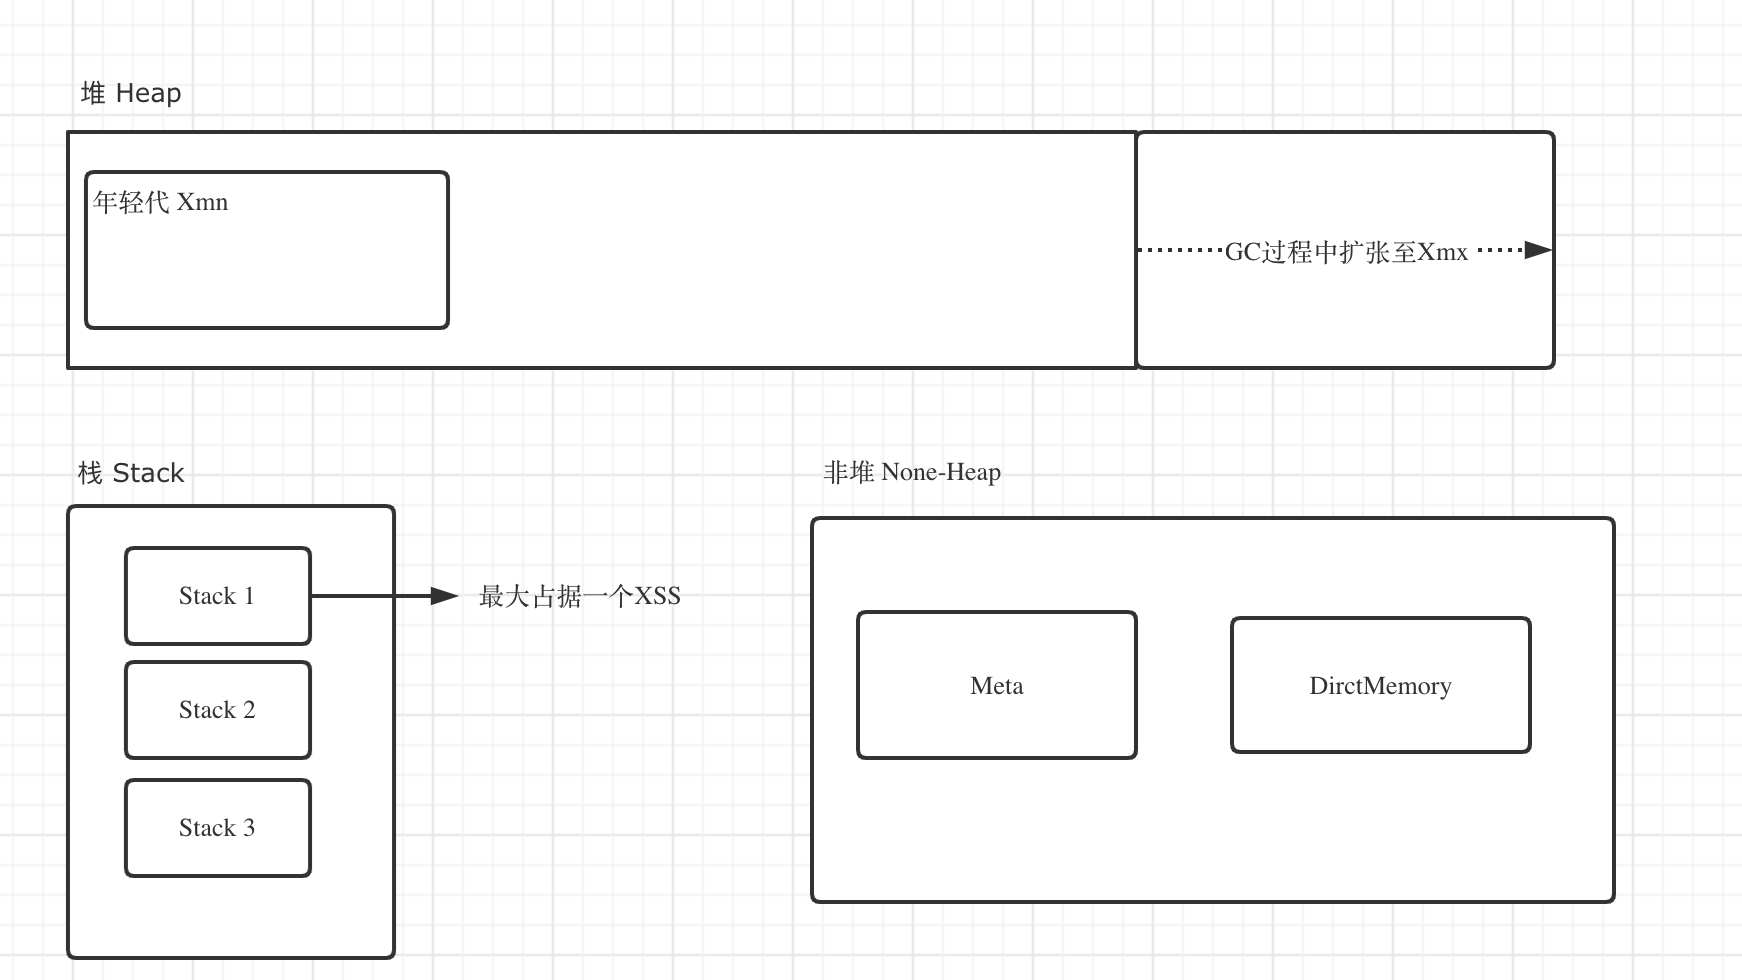 堆 Heap
年轻代 Xmn
GC过程中扩张至Xmx
栈 Stack
非堆 None-Heap
Stack 1
最大占据一个XSS
Stack 2
Meta
DirctMemory
Stack 3